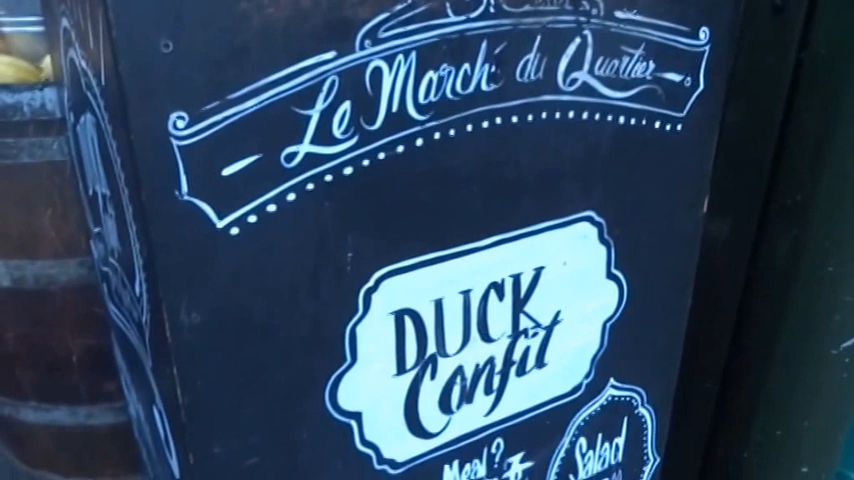 Le Marché du Quartier
DUCK
Confit
Meal?
Salad